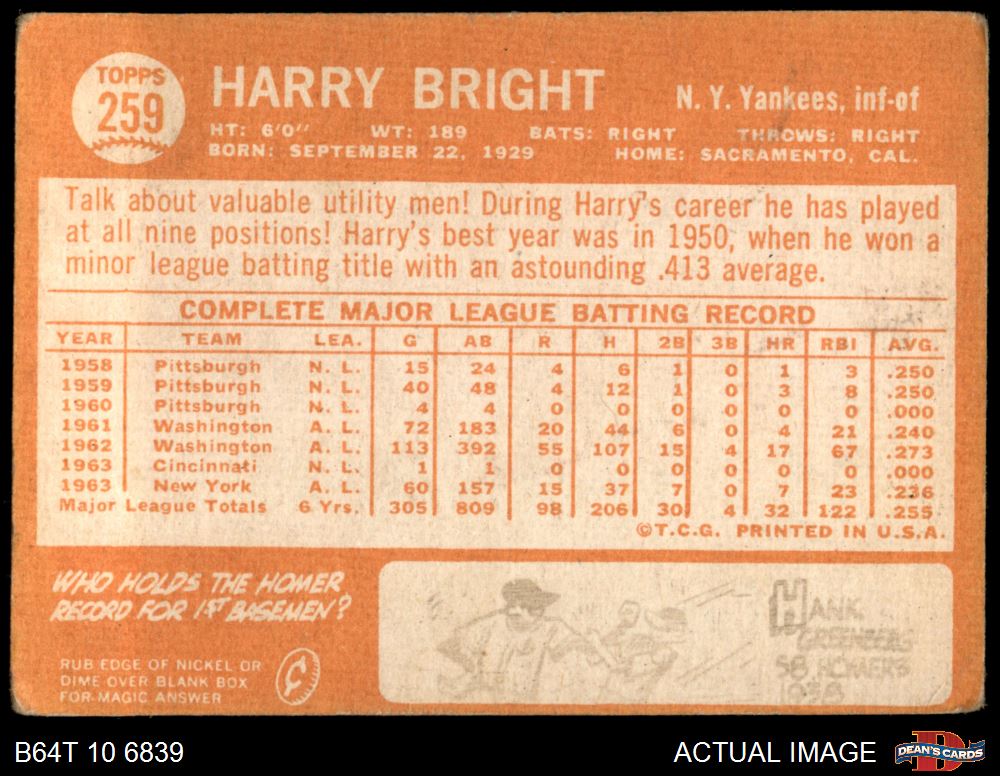 TOPPS
259
HARRY BRIGHT
N. Y. Yankees, inf-of
HT: 6'0" WT: 189 BATS: RIGHT THROWS: RIGHT
BORN: SEPTEMBER 22, 1929 HOME: SACRAMENTO, CAL.
Talk about valuable utility men! During Harry's career he has played
at all nine positions! Harry's best year was in 1950, when he won a
minor league batting title with an astounding .413 average.
COMPLETE MAJOR LEAGUE BATTING RECORD
YEAR TEAM LEA. G AB R H 2B 3B HR RBI AVG.
1958 Pittsburgh N. L. 15 24 4 6 1 0 1 3 .250
1959 Pittsburgh N. L. 40 48 4 12 1 0 3 8 .250
1960 Pittsburgh N. L. 4 4 0 0 0 0 0 0 .000
1961 Washington A. L. 72 183 20 44 6 0 4 21 .240
1962 Washington A. L. 113 392 55 107 15 4 17 67 .273
1963 Cincinnati N. L. 1 1 0 0 0 0 0 0 .000
1963 New York A. L. 60 157 15 37 7 0 7 23 .236
Major League Totals 6 Yrs. 305 809 98 206 30 4 32 122 .255
©T.C.G. PRINTED IN U.S.A.
WHO HOLDS THE HOMER
RECORD FOR 1ST BASEMEN?
RUB EDGE OF NICKEL OR
DIME OVER BLANK BOX
FOR MAGIC ANSWER
HANK
GREENBERG
58 HOMERS
1938
B64T 10 6839
ACTUAL IMAGE
DEAN'S CARDS